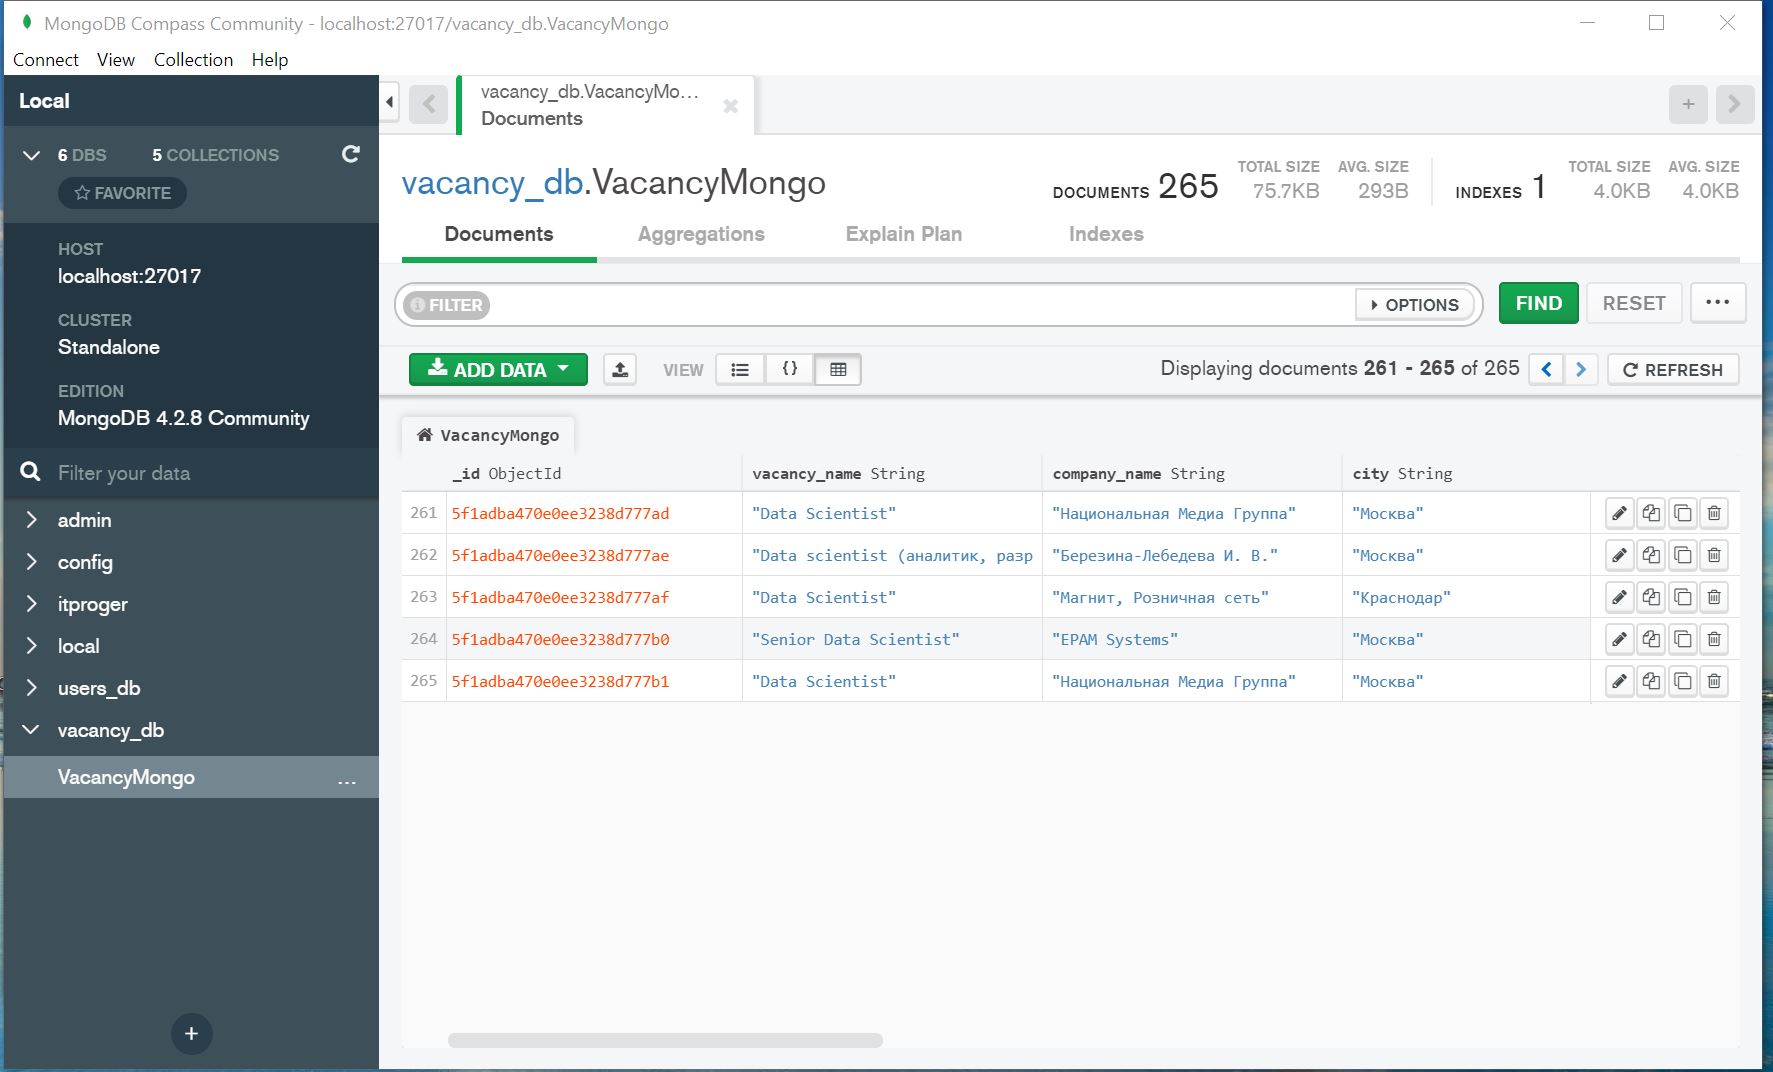 MongoDB Compass Community - localhost:27017/vacancy_db.VacancyMongo
Connect View Collection Help
Local
6 DBS 5 COLLECTIONS
FAVORITE
HOST
localhost:27017
CLUSTER
Standalone
EDITION
MongoDB 4.2.8 Community
Filter your data
admin
config
itproger
local
users_db
vacancy_db
VacancyMongo ...
+
vacancy_db.VacancyMo...
Documents
vacancy_db.VacancyMongo
DOCUMENTS 265 TOTAL SIZE 75.7KB AVG. SIZE 293B INDEXES 1 TOTAL SIZE 4.0KB AVG. SIZE 4.0KB
Documents Aggregations Explain Plan Indexes
FILTER OPTIONS FIND RESET ...
ADD DATA VIEW {} Displaying documents 261 - 265 of 265 REFRESH
VacancyMongo
_id ObjectId vacancy_name String company_name String city String
261 5f1adba470e0ee3238d777ad "Data Scientist" "Национальная Медиа Группа" "Москва"
262 5f1adba470e0ee3238d777ae "Data scientist (аналитик, разр "Березина-Лебедева И. В." "Москва"
263 5f1adba470e0ee3238d777af "Data Scientist" "Магнит, Розничная сеть" "Краснодар"
264 5f1adba470e0ee3238d777b0 "Senior Data Scientist" "EPAM Systems" "Москва"
265 5f1adba470e0ee3238d777b1 "Data Scientist" "Национальная Медиа Группа" "Москва"